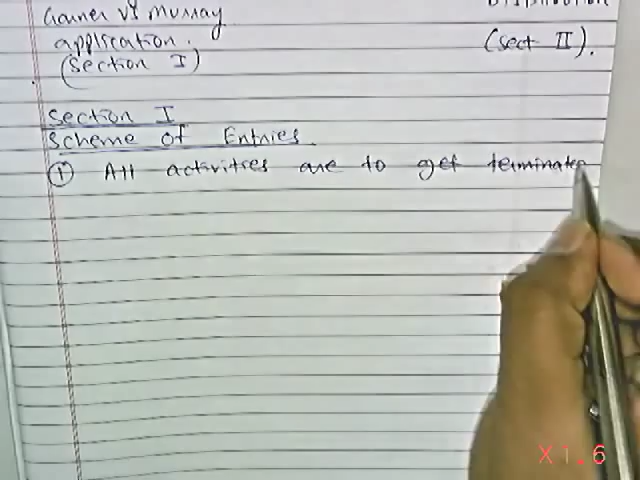 Garner vs Murray
application.
(Section I)
(Sect II).
Section I
Scheme of Entries
① All activities are to get terminate
X1.6